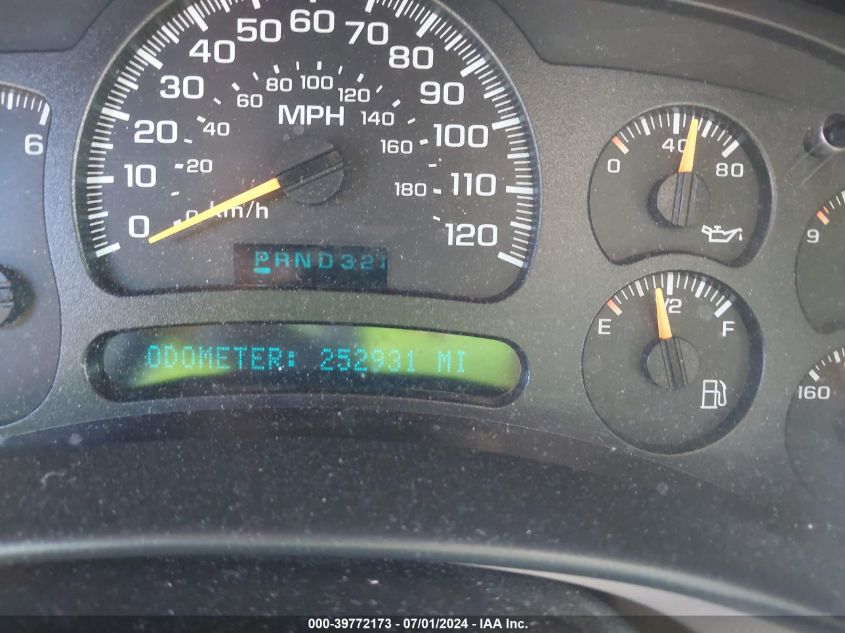 6
0 10 20 30 40 50 60 70 80 90 100 110 120
0 20 40 60 80 100 120 140 160 180
MPH
km/h
PRND321
ODOMETER: 252931 MI
0 40 80
E 1/2 F
9
160
000-39772173 - 07/01/2024 - IAA Inc.